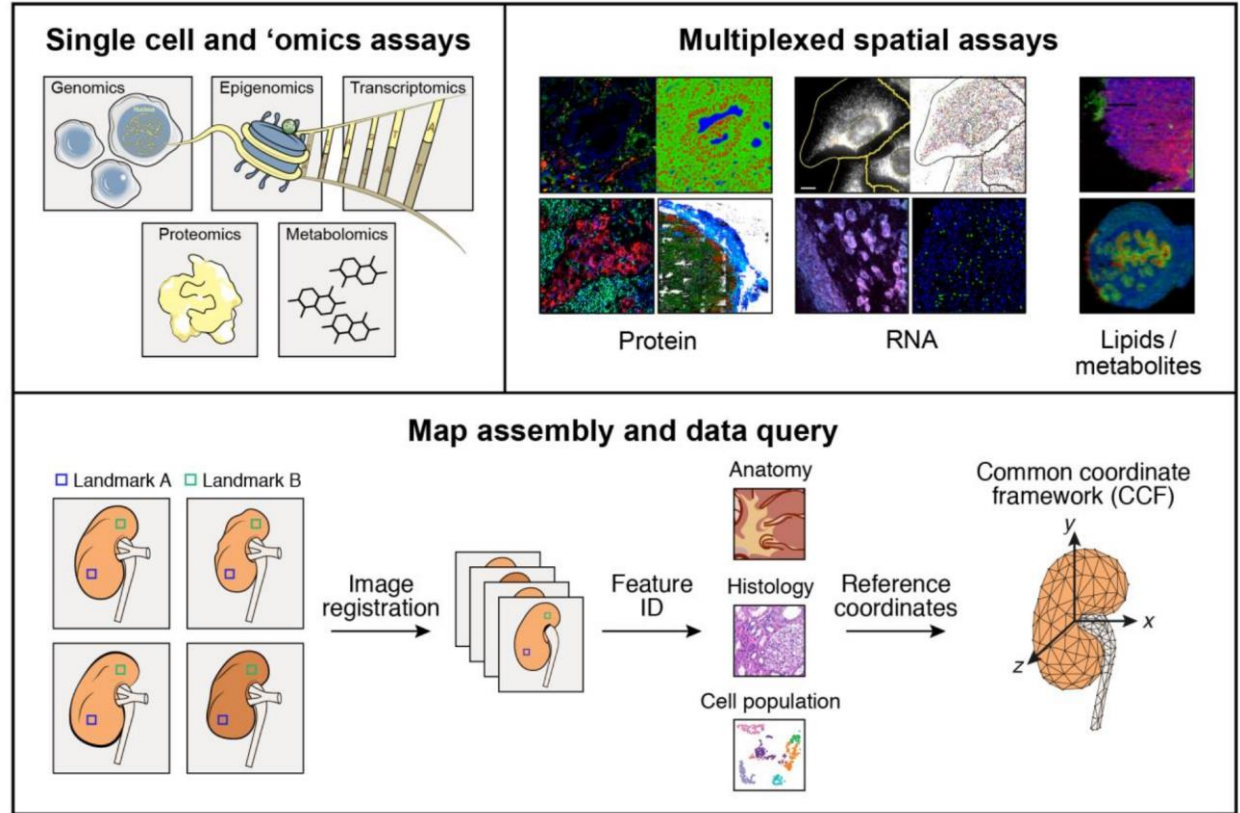 Single cell and ‘omics assays
Genomics
Epigenomics
Transcriptomics
Proteomics
Metabolomics
Multiplexed spatial assays
Protein
RNA
Lipids /
metabolites
Map assembly and data query
Landmark A
Landmark B
Image
registration
Feature
ID
Anatomy
Histology
Cell population
Reference
coordinates
Common coordinate
framework (CCF)
y
x
z